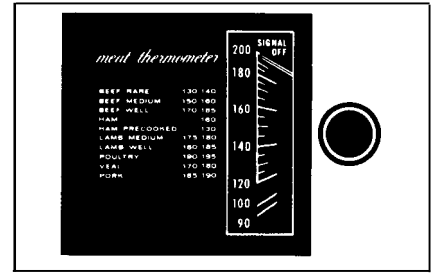 meat thermometer
BEEF RARE 130 140
BEEF MEDIUM 150 160
BEEF WELL 170 185
HAM 160
HAM PRECOOKED 130
LAMB MEDIUM 175 180
LAMB WELL 180 185
POULTRY 190 195
VEAL 170 180
PORK 185 190
SIGNAL
OFF
200
180
160
140
120
100
90